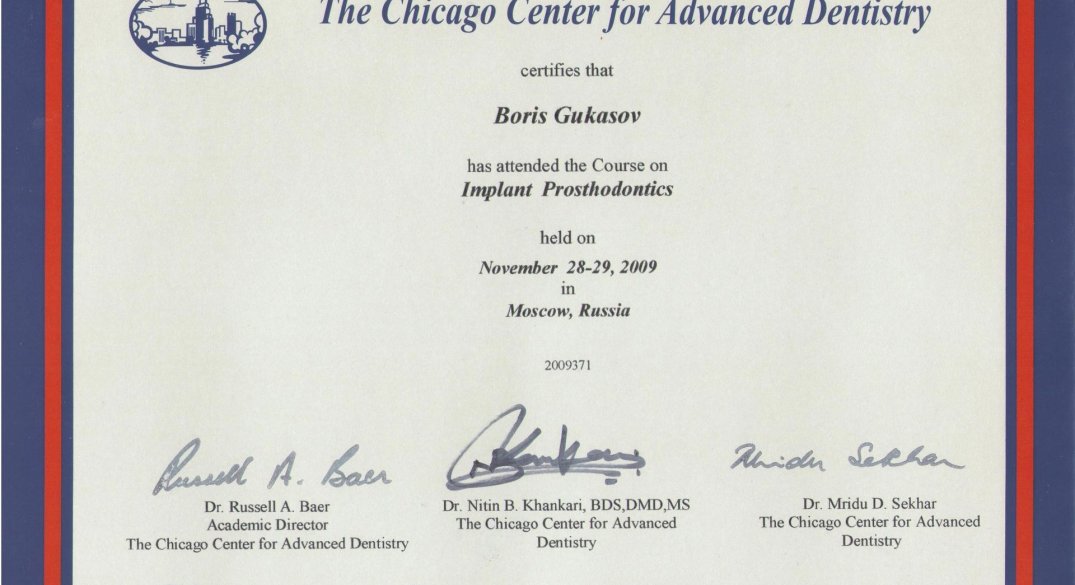 The Chicago Center for Advanced Dentistry
certifies that
Boris Gukasov
has attended the Course on
Implant Prosthodontics
held on
November 28-29, 2009
in
Moscow, Russia
2009371
Russell A. Baer
Mridu Sekhar
Dr. Russell A. Baer
Academic Director
The Chicago Center for Advanced Dentistry
Dr. Nitin B. Khankari, BDS,DMD,MS
The Chicago Center for Advanced
Dentistry
Dr. Mridu D. Sekhar
The Chicago Center for Advanced
Dentistry